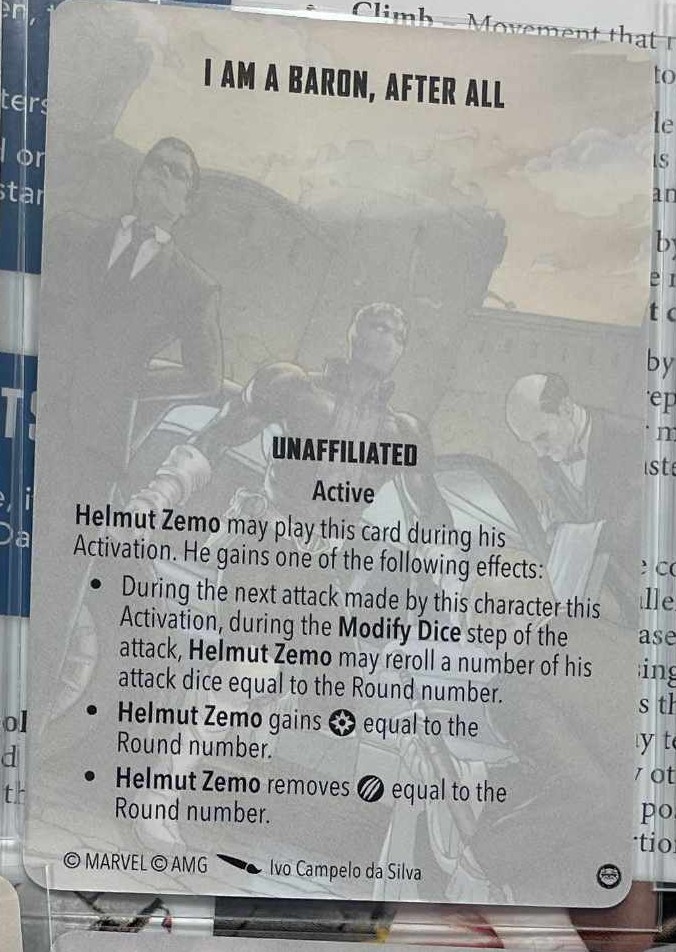 Climb – Movement that
I AM A BARON, AFTER ALL
UNAFFILIATED
Active
Helmut Zemo may play this card during his
Activation. He gains one of the following effects:
• During the next attack made by this character this
Activation, during the Modify Dice step of the
attack, Helmut Zemo may reroll a number of his
attack dice equal to the Round number.
• Helmut Zemo gains equal to the
Round number.
• Helmut Zemo removes equal to the
Round number.
© MARVEL © AMG Ivo Campelo da Silva